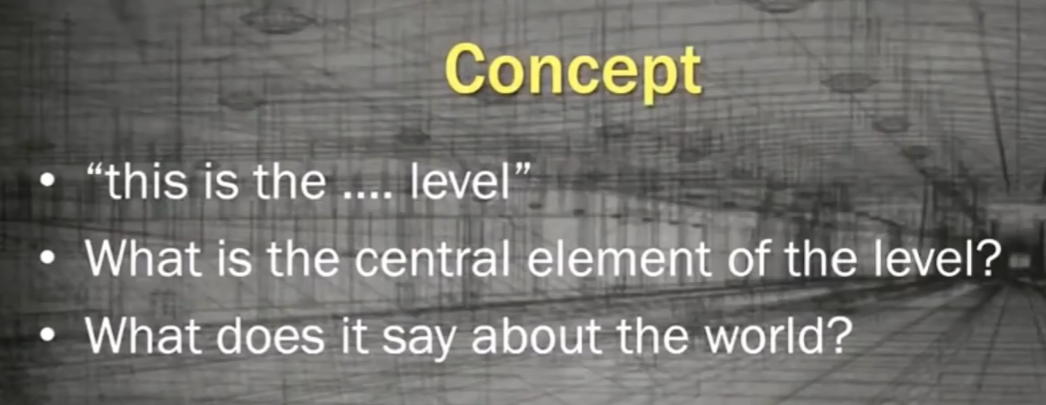 Concept
• “this is the .... level”
• What is the central element of the level?
• What does it say about the world?